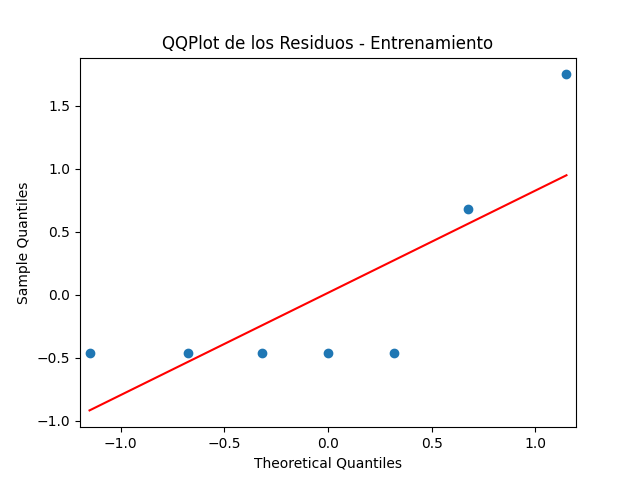 QQPlot de los Residuos - Entrenamiento
1.5
1.0
0.5
0.0
−0.5
−1.0
Sample Quantiles
−1.0 −0.5 0.0 0.5 1.0
Theoretical Quantiles